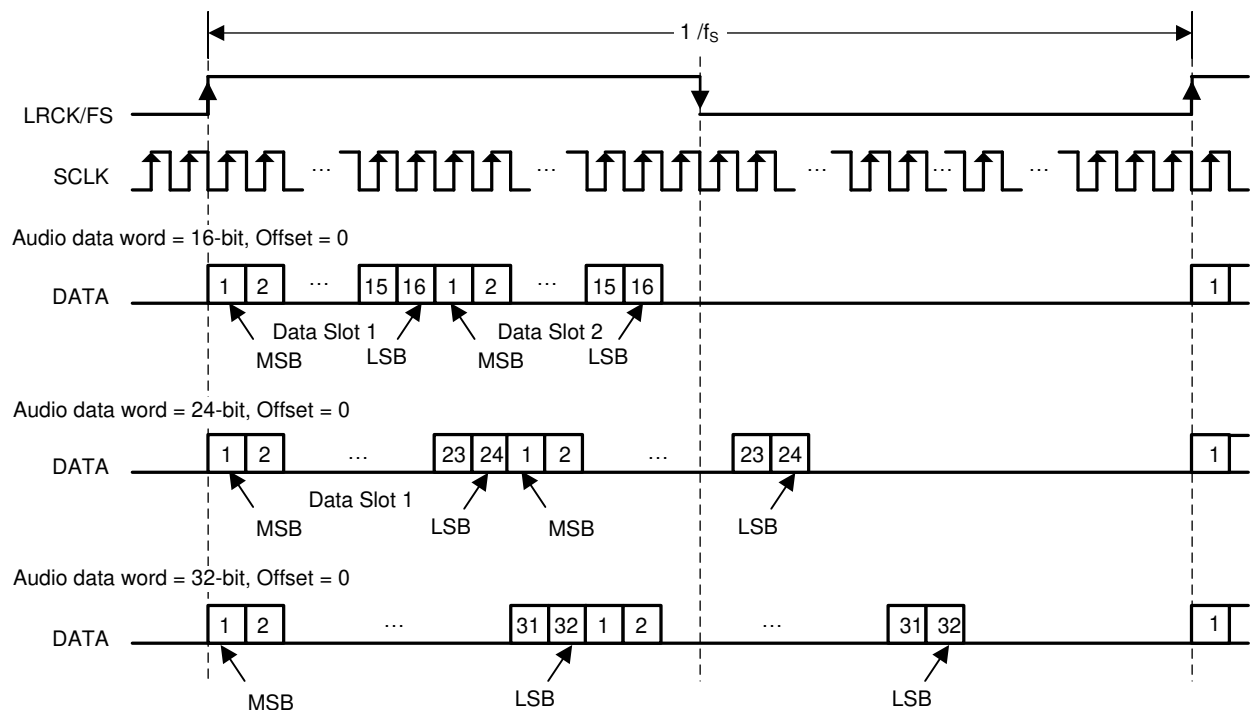 1 /fS
LRCK/FS
SCLK
... ... ... ... ...
Audio data word = 16-bit, Offset = 0
DATA 1 2 ... 15 16 1 2 ... 15 16 1
Data Slot 1 Data Slot 2
MSB LSB MSB LSB
Audio data word = 24-bit, Offset = 0
DATA 1 2 ... 23 24 1 2 ... 23 24 1
Data Slot 1
MSB LSB MSB LSB
Audio data word = 32-bit, Offset = 0
DATA 1 2 ... 31 32 1 2 ... 31 32 1
MSB LSB LSB